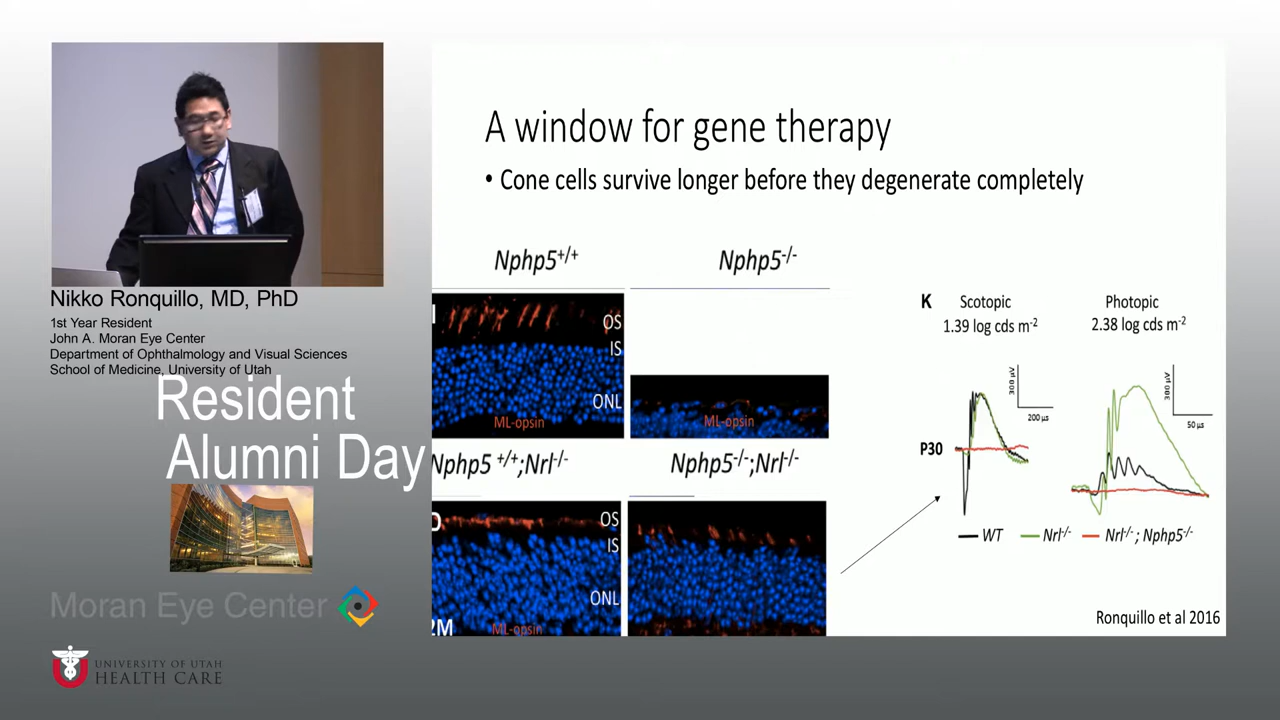 A window for gene therapy
• Cone cells survive longer before they degenerate completely
Nphp5+/+
Nphp5-/-
OS
IS
ONL
ML-opsin
ML-opsin
Nphp5 +/+;Nrl-/-
Nphp5-/-;Nrl-/-
OS
IS
ONL
2M
ML-opsin
K
Scotopic
1.39 log cds m-2
Photopic
2.38 log cds m-2
300 µV
200 µs
300 µV
50 µs
P30
WT
Nrl-/-
Nrl-/-; Nphp5-/-
Ronquillo et al 2016
Nikko Ronquillo, MD, PhD
1st Year Resident
John A. Moran Eye Center
Department of Ophthalmology and Visual Sciences
School of Medicine, University of Utah
Resident
Alumni Day
Moran Eye Center
U
UNIVERSITY OF UTAH
HEALTH CARE